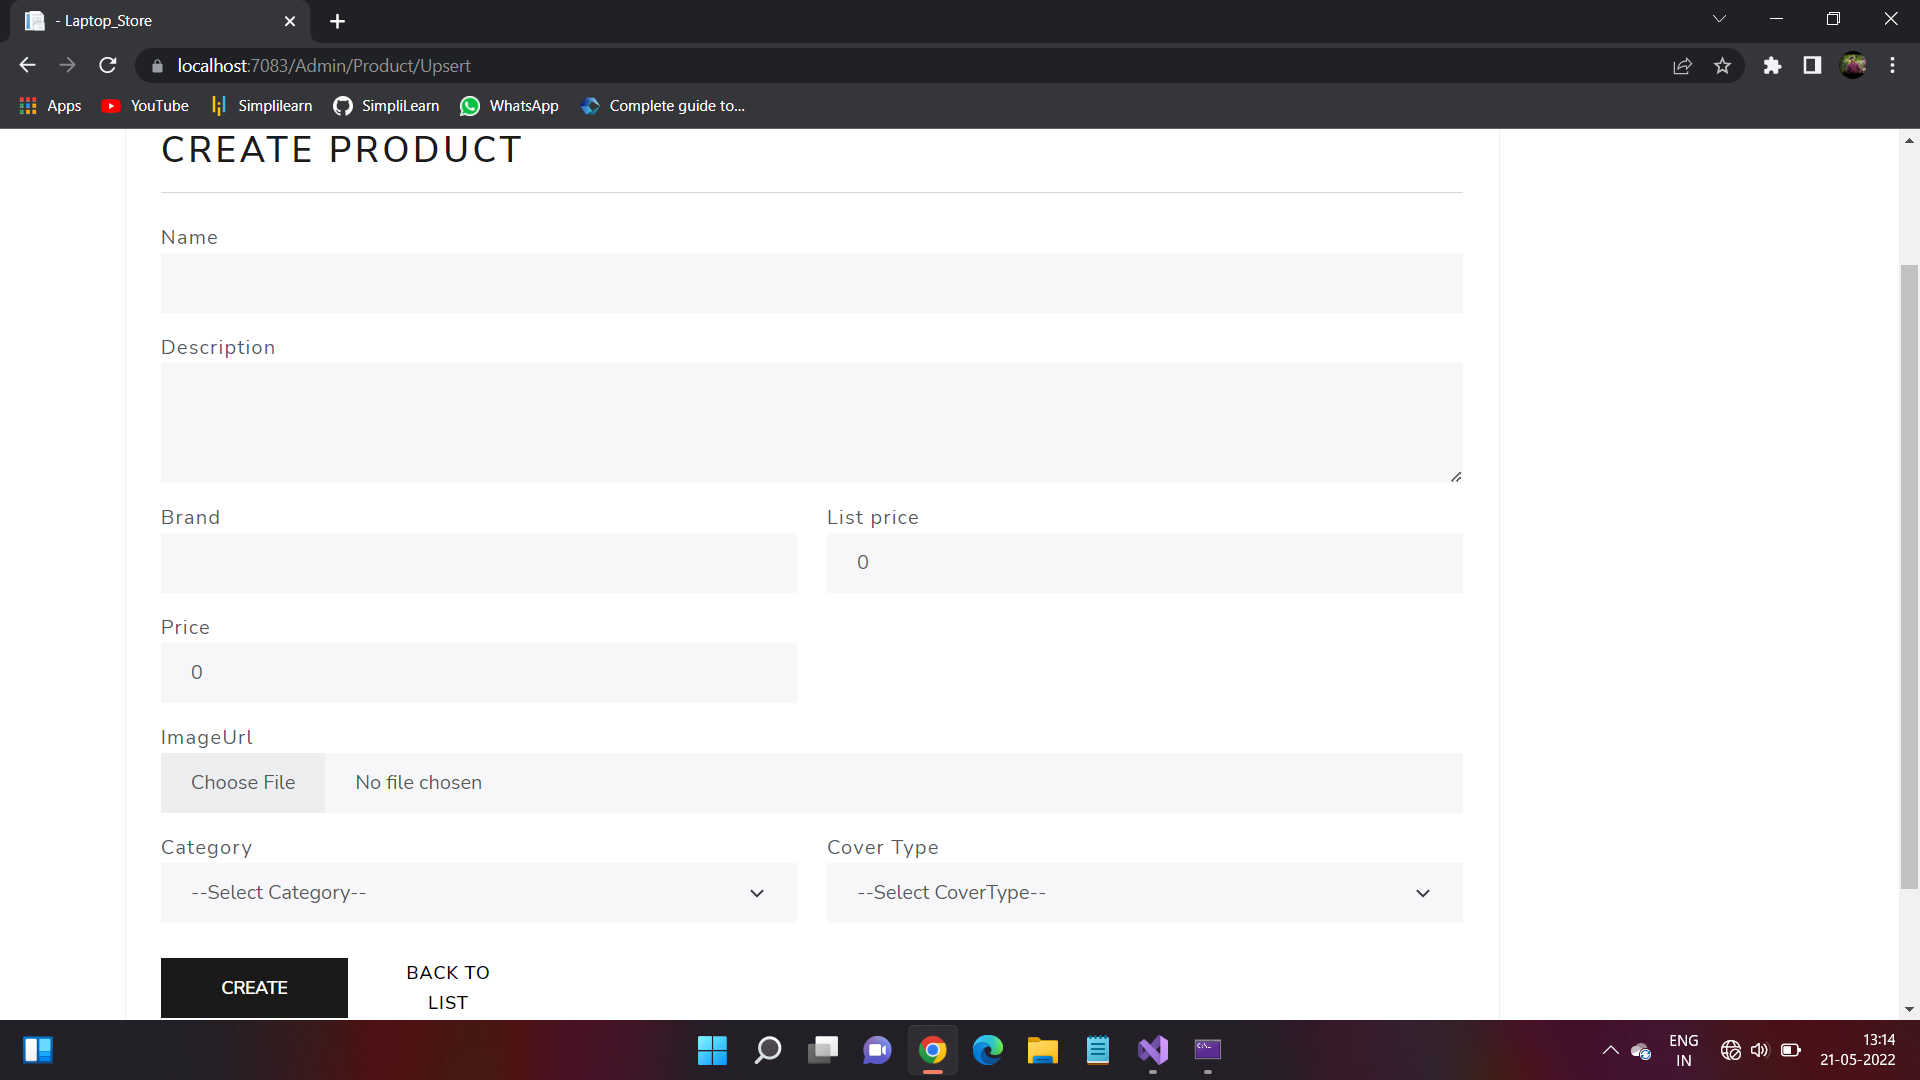 - Laptop_Store
localhost:7083/Admin/Product/Upsert
Apps YouTube Simplilearn SimpliLearn WhatsApp Complete guide to...
CREATE PRODUCT
Name
Description
Brand List price
0
Price
0
ImageUrl
Choose File No file chosen
Category Cover Type
--Select Category-- --Select CoverType--
CREATE BACK TO
LIST
ENG 13:14
IN 21-05-2022